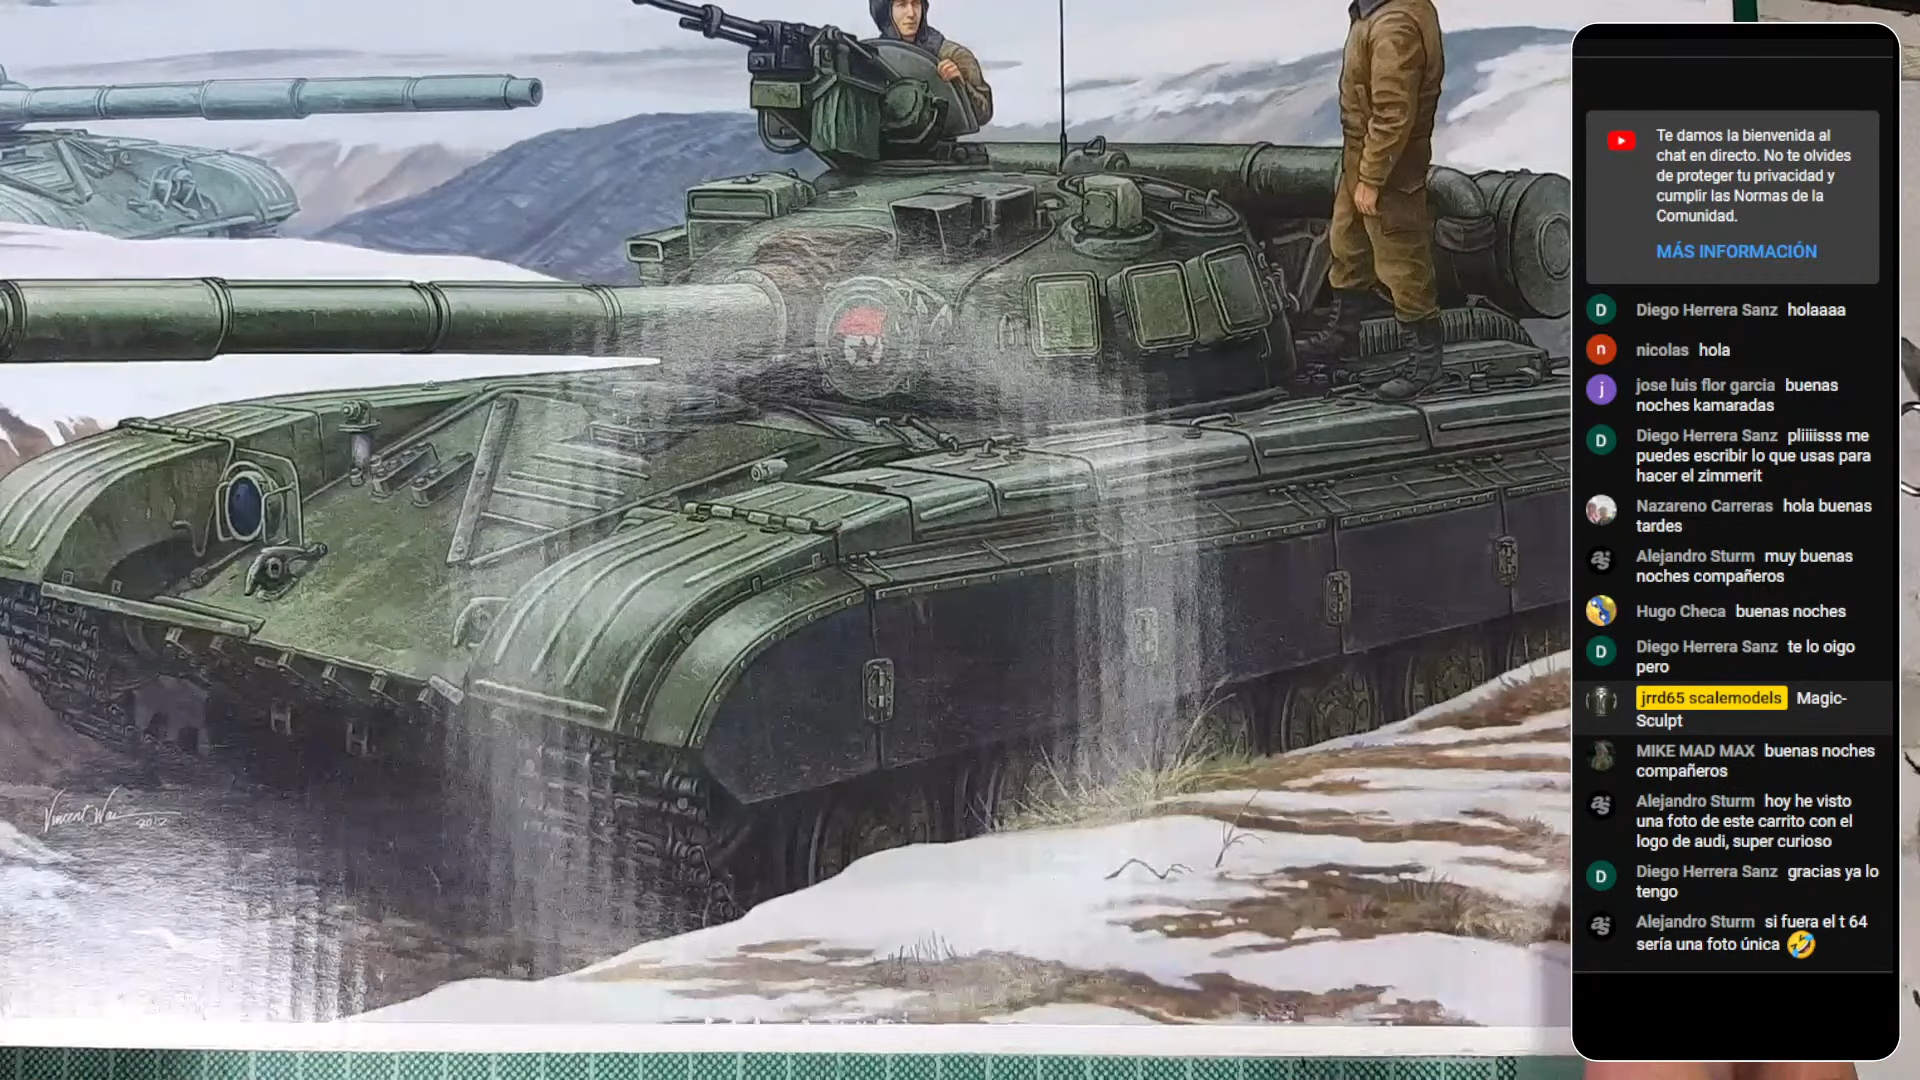 Vincent Wai
2012
Te damos la bienvenida al
chat en directo. No te olvides
de proteger tu privacidad y
cumplir las Normas de la
Comunidad.
MÁS INFORMACIÓN
D Diego Herrera Sanz holaaaa
n nicolas hola
j jose luis flor garcia buenas
noches kamaradas
D Diego Herrera Sanz pliiiisss me
puedes escribir lo que usas para
hacer el zimmerit
Nazareno Carreras hola buenas
tardes
as Alejandro Sturm muy buenas
noches compañeros
Hugo Checa buenas noches
D Diego Herrera Sanz te lo oigo
pero
jrrd65 scalemodels Magic-
Sculpt
MIKE MAD MAX buenas noches
compañeros
as Alejandro Sturm hoy he visto
una foto de este carrito con el
logo de audi, super curioso
D Diego Herrera Sanz gracias ya lo
tengo
as Alejandro Sturm si fuera el t 64
sería una foto única 🤣